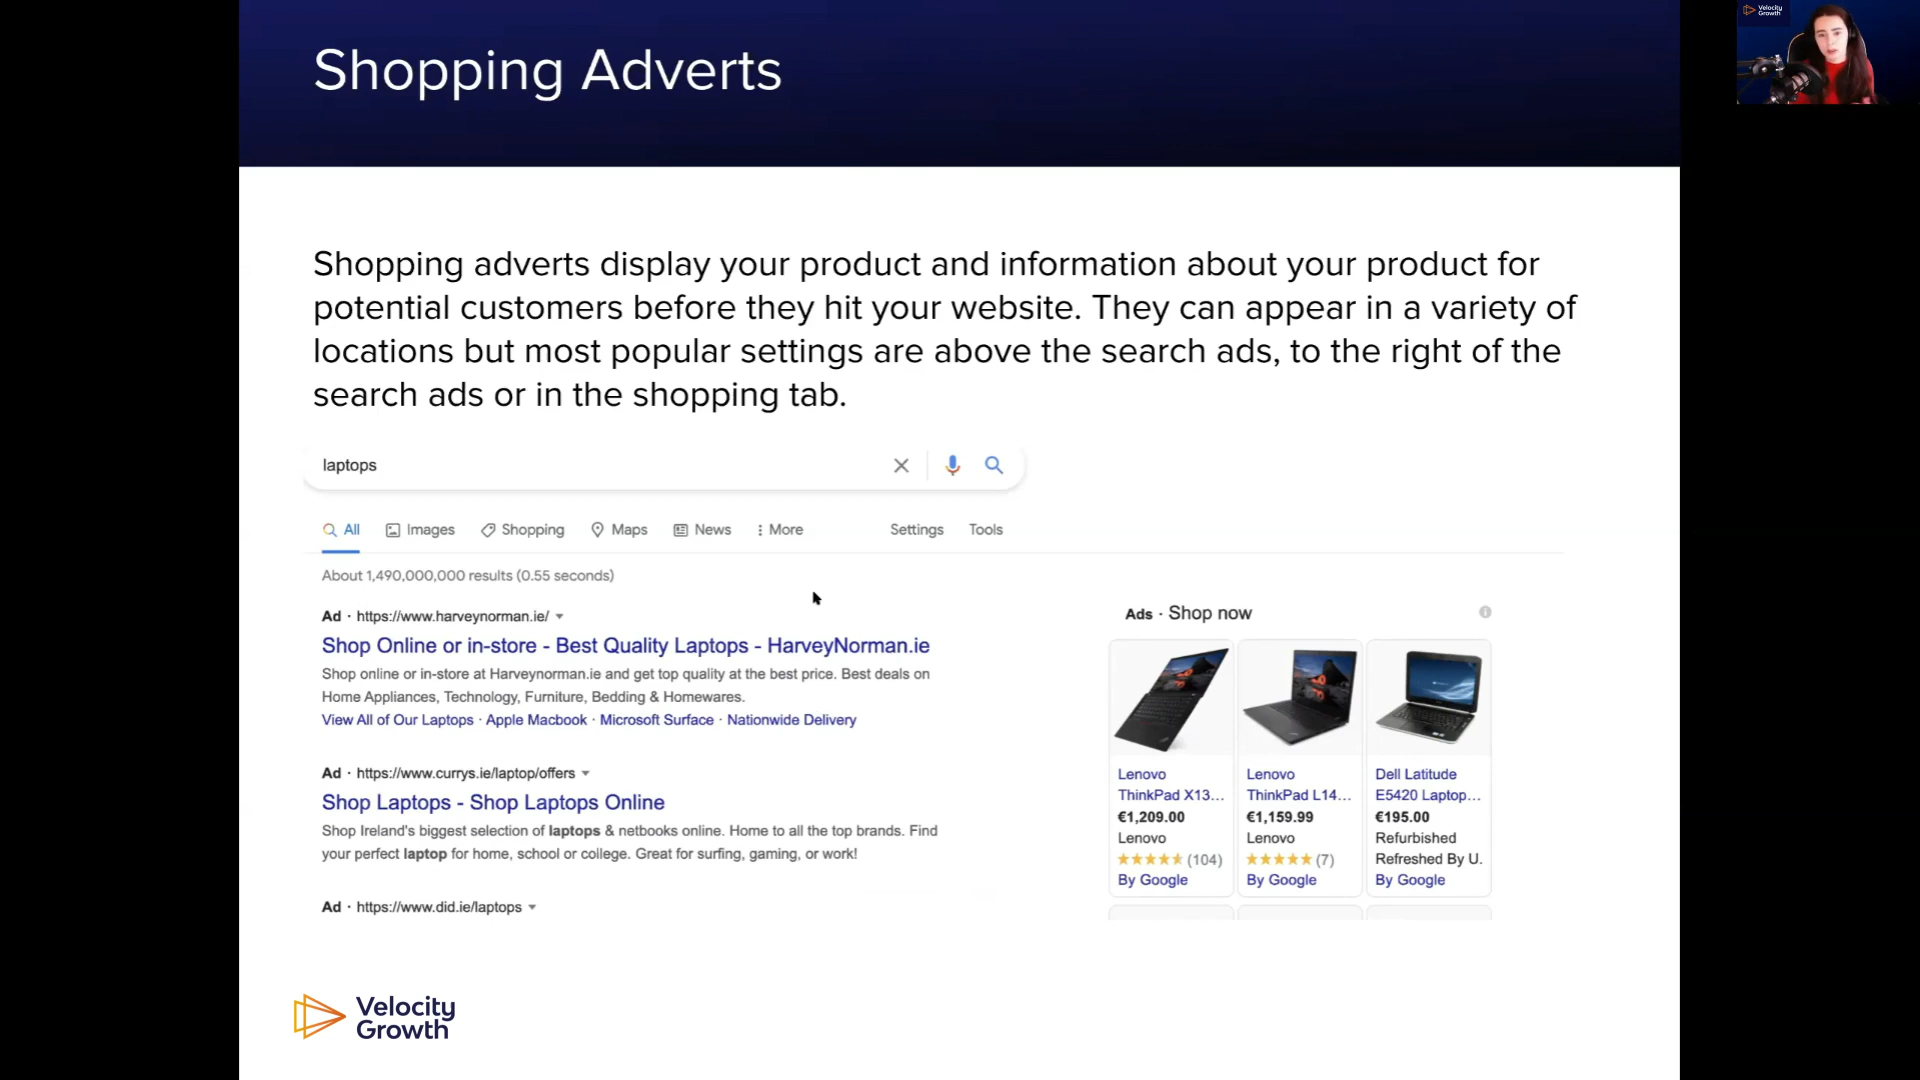 Shopping Adverts
Velocity
Growth
Shopping adverts display your product and information about your product for
potential customers before they hit your website. They can appear in a variety of
locations but most popular settings are above the search ads, to the right of the
search ads or in the shopping tab.
laptops
All Images Shopping Maps News More Settings Tools
About 1,490,000,000 results (0.55 seconds)
Ad · https://www.harveynorman.ie/
Shop Online or in-store - Best Quality Laptops - HarveyNorman.ie
Shop online or in-store at Harveynorman.ie and get top quality at the best price. Best deals on
Home Appliances, Technology, Furniture, Bedding & Homewares.
View All of Our Laptops · Apple Macbook · Microsoft Surface · Nationwide Delivery
Ad · https://www.currys.ie/laptop/offers
Shop Laptops - Shop Laptops Online
Shop Ireland's biggest selection of laptops & netbooks online. Home to all the top brands. Find
your perfect laptop for home, school or college. Great for surfing, gaming, or work!
Ad · https://www.did.ie/laptops
Ads · Shop now
Lenovo
ThinkPad X13...
€1,209.00
Lenovo
(104)
By Google
Lenovo
ThinkPad L14...
€1,159.99
Lenovo
(7)
By Google
Dell Latitude
E5420 Laptop...
€195.00
Refurbished
Refreshed By U.
By Google
Velocity
Growth